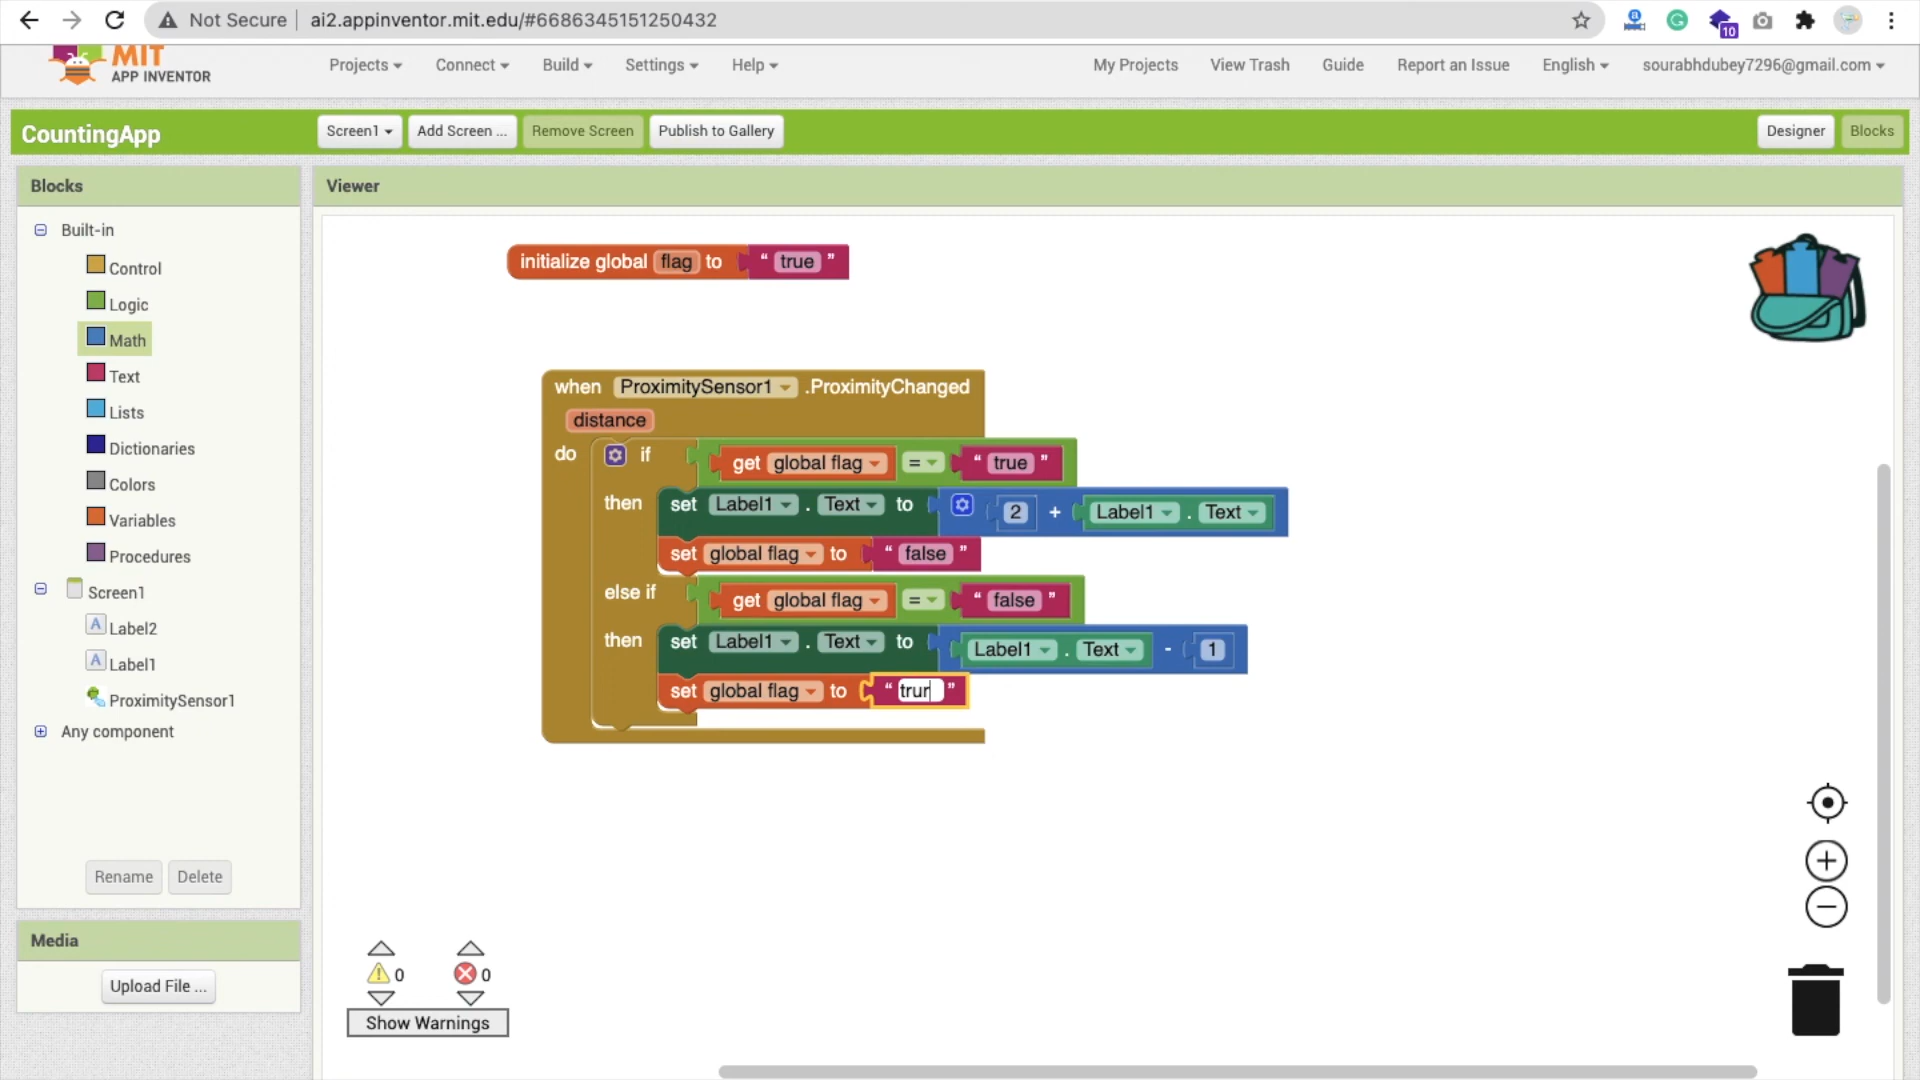 Not Secure | ai2.appinventor.mit.edu/#6686345151250432
10
MIT
APP INVENTOR
Projects Connect Build Settings Help My Projects View Trash Guide Report an Issue English sourabhdubey7296@gmail.com
CountingApp Screen1 Add Screen ... Remove Screen Publish to Gallery Designer Blocks
Blocks
Viewer
Built-in
Control
Logic
Math
Text
Lists
Dictionaries
Colors
Variables
Procedures
Screen1
A Label2
A Label1
ProximitySensor1
Any component
Rename Delete
Media
Upload File ...
initialize global flag to “ true ”
when ProximitySensor1 .ProximityChanged
distance
do if get global flag = “ true ”
then set Label1 . Text to 2 + Label1 . Text
set global flag to “ false ”
else if get global flag = “ false ”
then set Label1 . Text to Label1 . Text - 1
set global flag to “ trur ”
0 0
Show Warnings